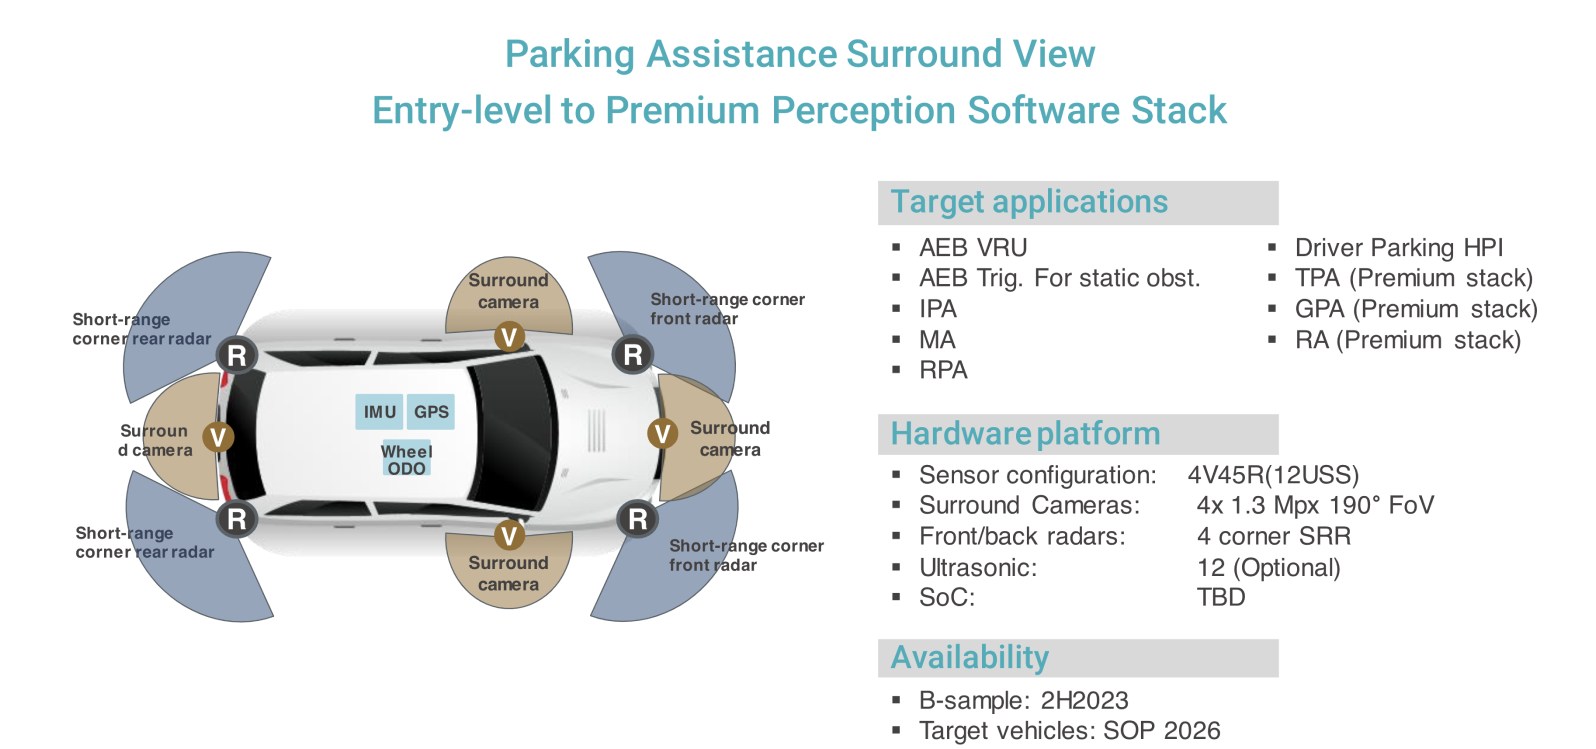 Parking Assistance Surround View
Entry-level to Premium Perception Software Stack
Short-range
corner rear radar
R
Surround
camera
V
Short-range corner
front radar
R
Surroun
d camera
V
IMU
GPS
Wheel
ODO
V
Surround
camera
Short-range
corner rear radar
R
V
Surround
camera
R
Short-range corner
front radar
Target applications
▪ AEB VRU
▪ AEB Trig. For static obst.
▪ IPA
▪ MA
▪ RPA
▪ Driver Parking HPI
▪ TPA (Premium stack)
▪ GPA (Premium stack)
▪ RA (Premium stack)
Hardware platform
▪ Sensor configuration: 4V45R(12USS)
▪ Surround Cameras: 4x 1.3 Mpx 190° FoV
▪ Front/back radars: 4 corner SRR
▪ Ultrasonic: 12 (Optional)
▪ SoC: TBD
Availability
▪ B-sample: 2H2023
▪ Target vehicles: SOP 2026